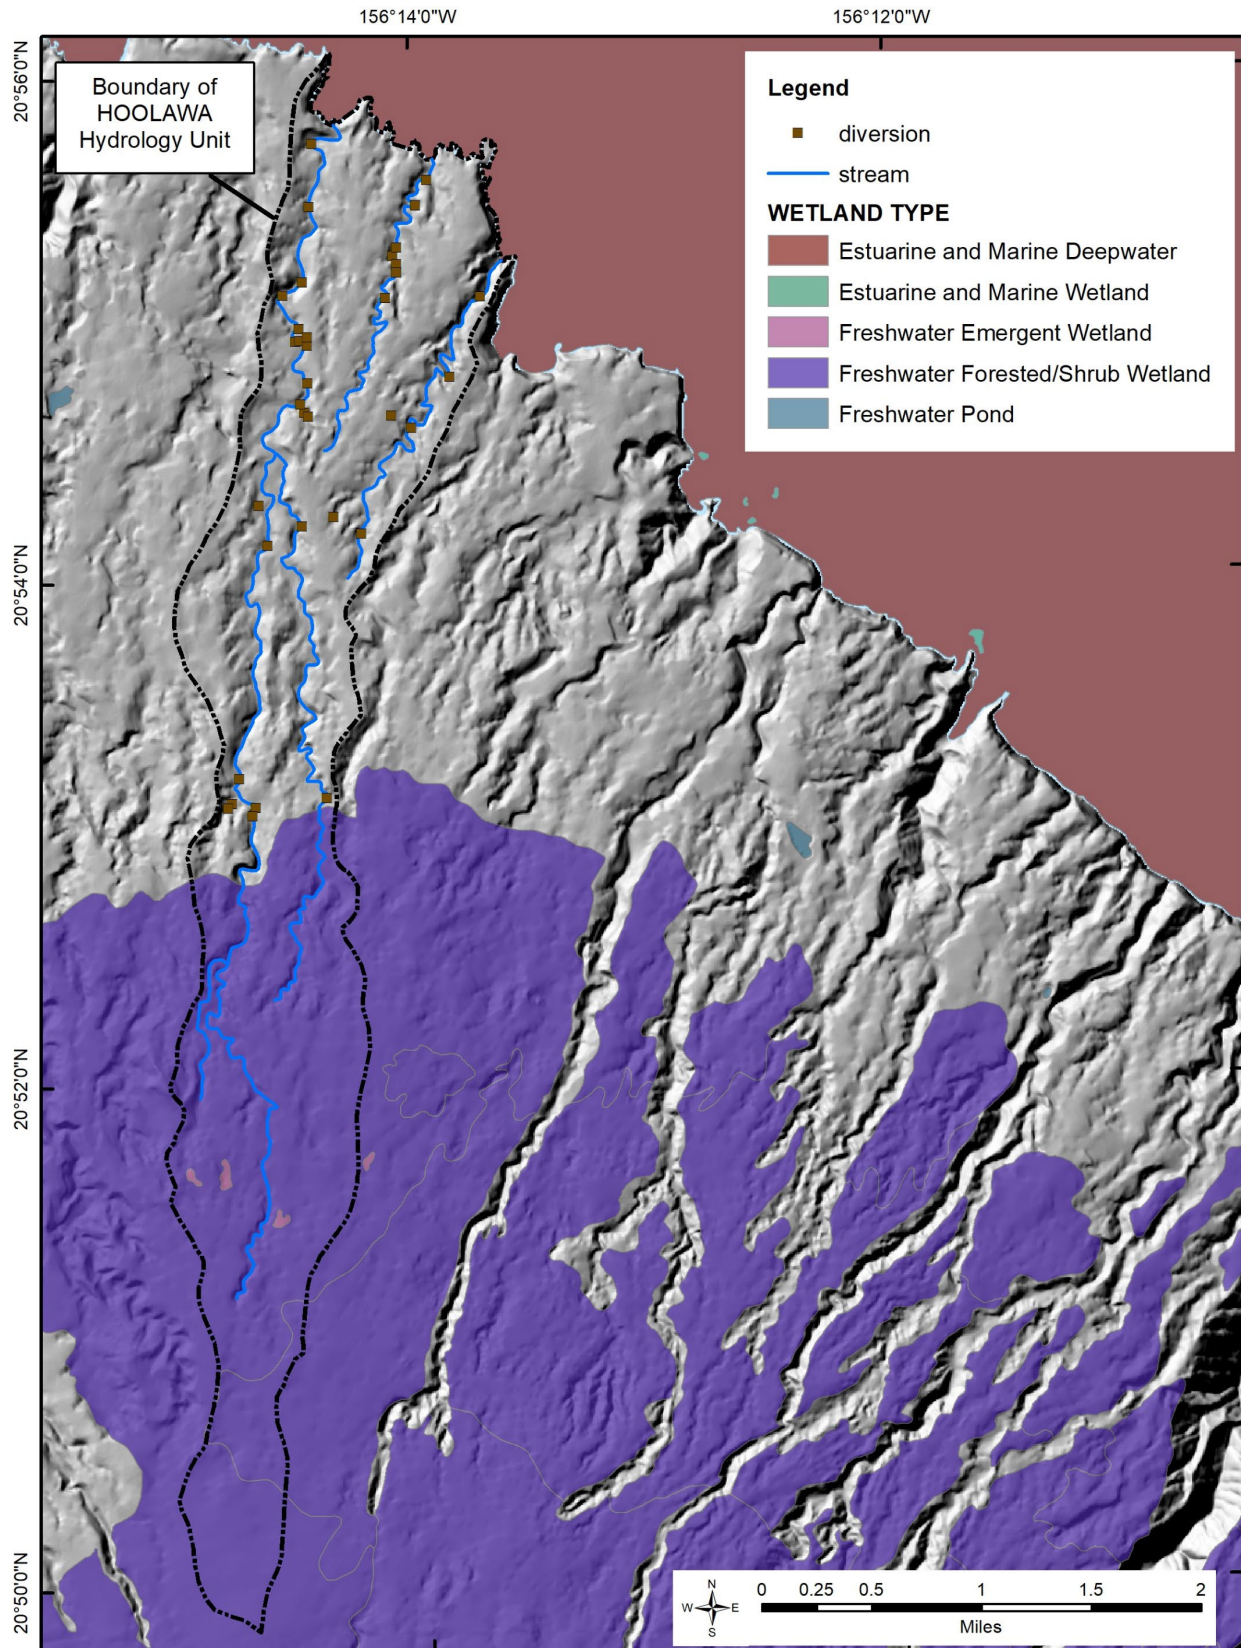 156°14'0"W
156°12'0"W
20°56'0"N
Boundary of
HOOLAWA
Hydrology Unit
Legend
diversion
stream
WETLAND TYPE
Estuarine and Marine Deepwater
Estuarine and Marine Wetland
Freshwater Emergent Wetland
Freshwater Forested/Shrub Wetland
Freshwater Pond
20°54'0"N
20°52'0"N
20°50'0"N
N
W
E
S
0 0.25 0.5 1 1.5 2
Miles